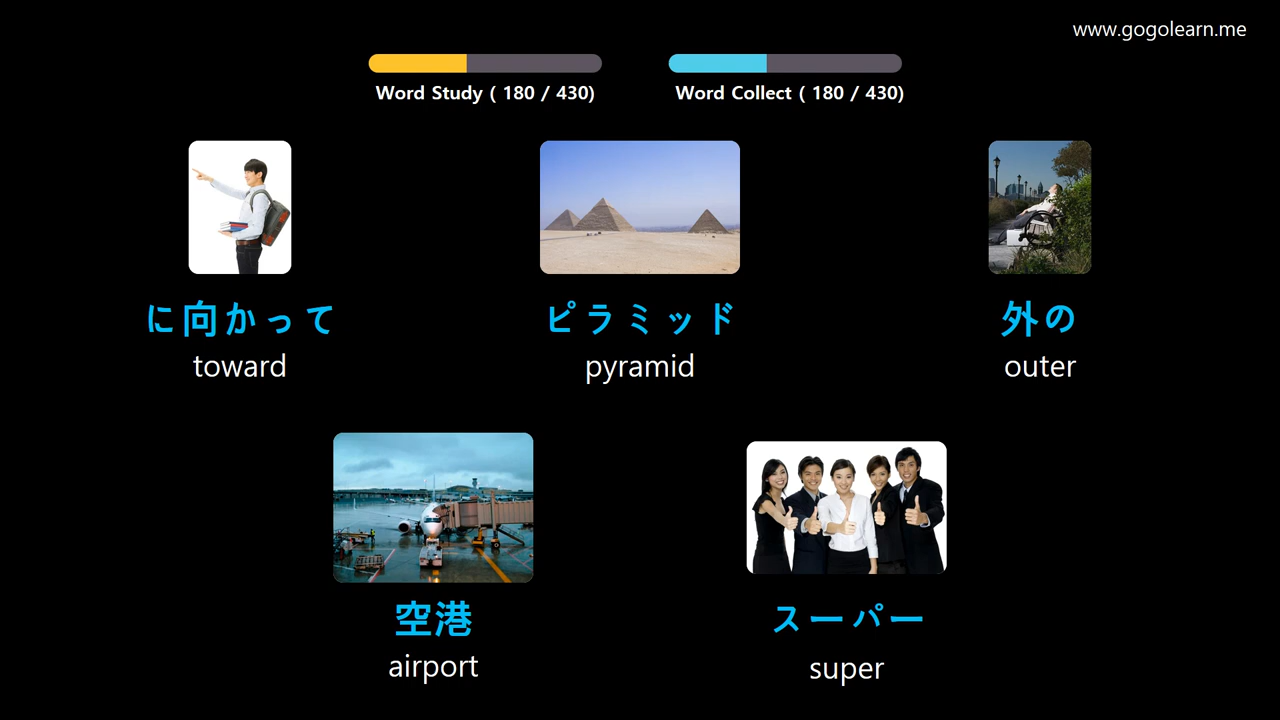 www.gogolearn.me
Word Study ( 180 / 430)
Word Collect ( 180 / 430)
に向かって
toward
ピラミッド
pyramid
外の
outer
空港
airport
スーパー
super